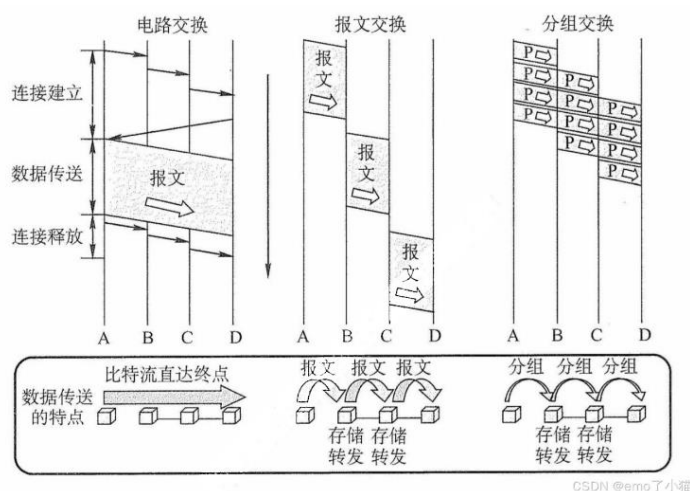 电路交换 报文交换 分组交换
连接建立
数据传送
连接释放
报文
报文
报文
报文
P P P
P P P
P P P
P P P
A B C D A B C D A B C D
数据传送的特点
比特流直达终点
报文 报文 报文
存储转发 存储转发
分组 分组 分组
存储转发 存储转发
CSDN @emo了小猫